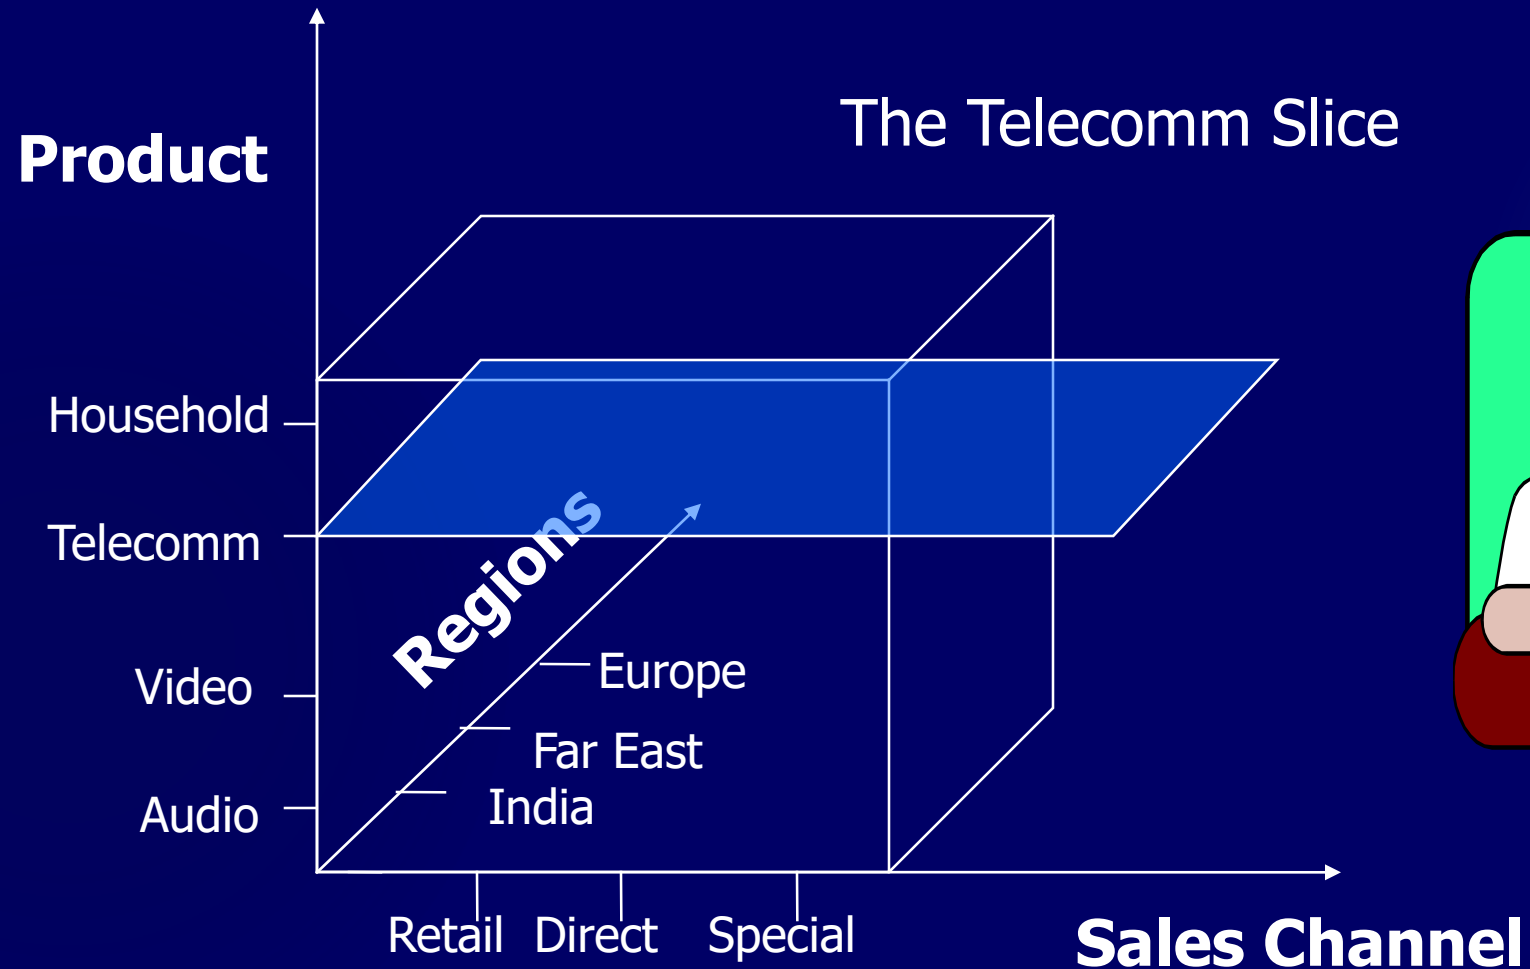 The Telecomm Slice
Product
Household
Telecomm
Video
Audio
Regions
Europe
Far East
India
Retail Direct Special
Sales Channel